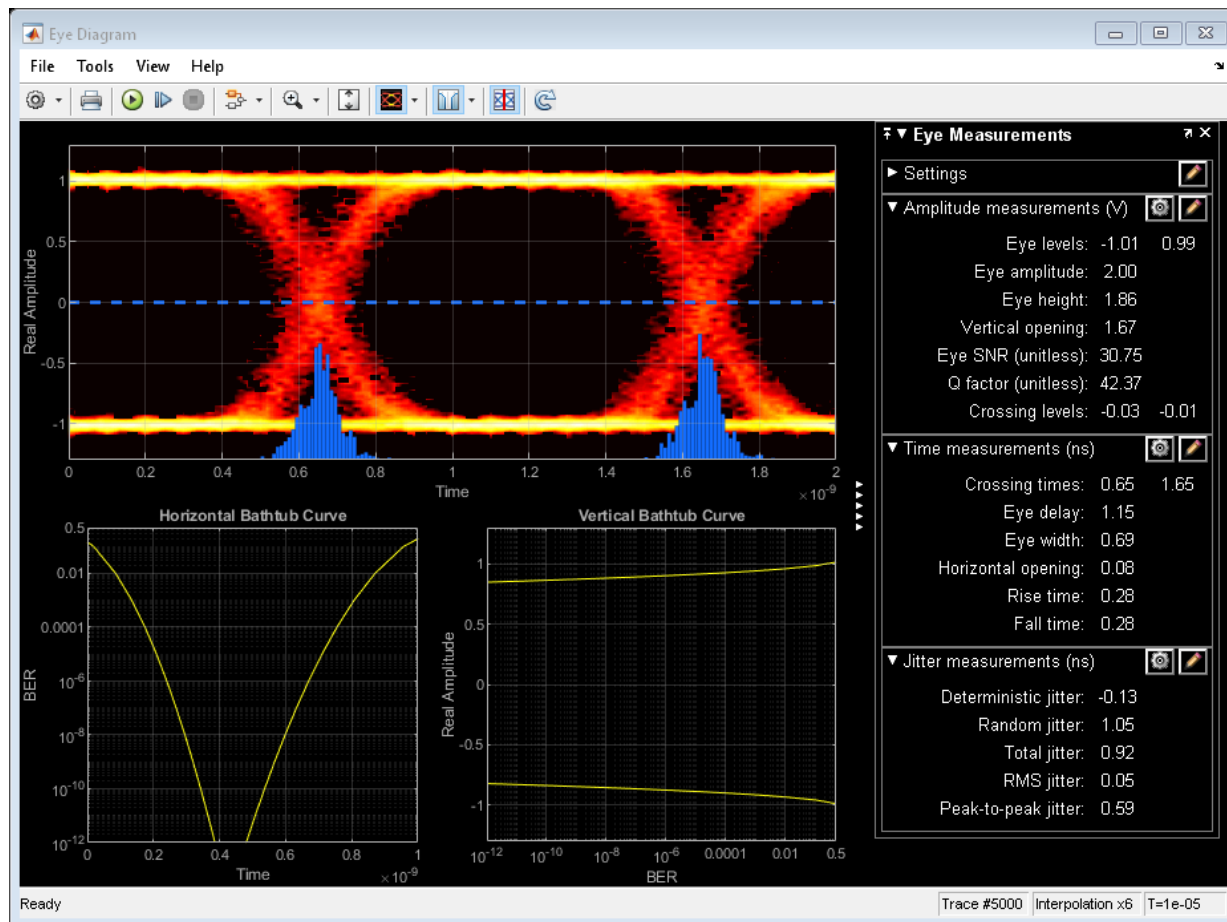 Eye Diagram
File Tools View Help
Eye Measurements
Settings
Amplitude measurements (V)
Eye levels: -1.01 0.99
Eye amplitude: 2.00
Eye height: 1.86
Vertical opening: 1.67
Eye SNR (unitless): 30.75
Q factor (unitless): 42.37
Crossing levels: -0.03 -0.01
Time measurements (ns)
Crossing times: 0.65 1.65
Eye delay: 1.15
Eye width: 0.69
Horizontal opening: 0.08
Rise time: 0.28
Fall time: 0.28
Jitter measurements (ns)
Deterministic jitter: -0.13
Random jitter: 1.05
Total jitter: 0.92
RMS jitter: 0.05
Peak-to-peak jitter: 0.59
Real Amplitude
1
0.5
0
-0.5
-1
0 0.2 0.4 0.6 0.8 1 1.2 1.4 1.6 1.8 2
Time
×10⁻⁹
Horizontal Bathtub Curve
BER
0.5
0.01
0.0001
10⁻⁶
10⁻⁸
10⁻¹⁰
10⁻¹²
0 0.2 0.4 0.6 0.8 1
Time
×10⁻⁹
Vertical Bathtub Curve
Real Amplitude
1
0.5
0
-0.5
-1
10⁻¹² 10⁻¹⁰ 10⁻⁸ 10⁻⁶ 0.0001 0.01 0.5
BER
Ready
Trace #5000 Interpolation x6 T=1e-05